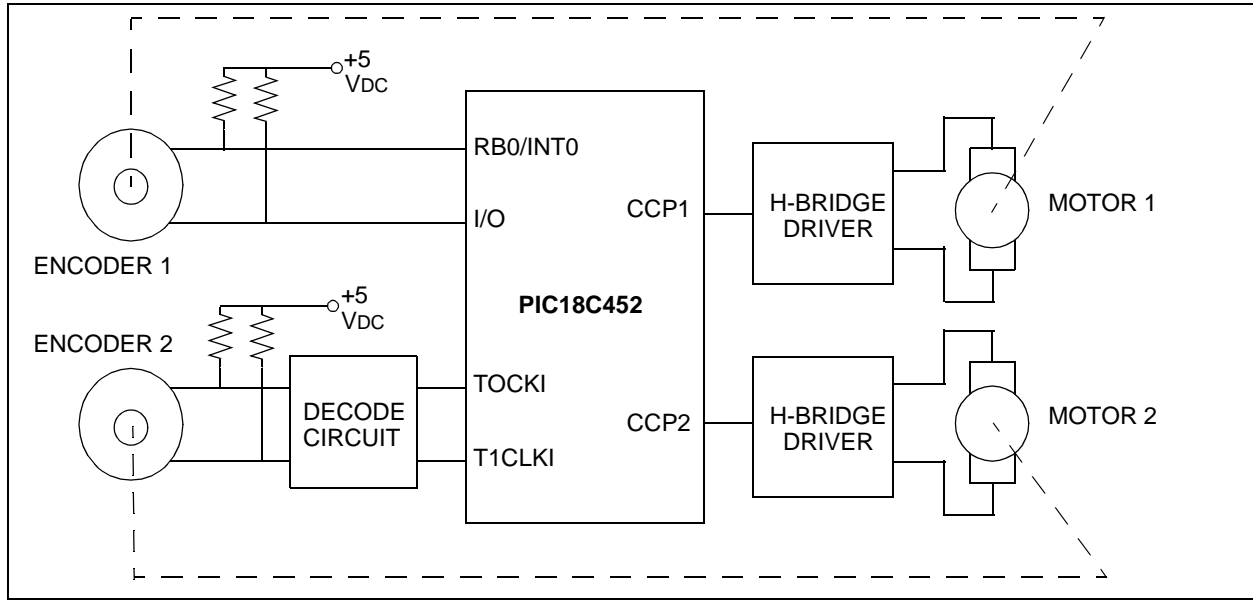 +5
VDC
RB0/INT0
I/O
ENCODER 1
CCP1
H-BRIDGE
DRIVER
MOTOR 1
PIC18C452
+5
VDC
ENCODER 2
DECODE
CIRCUIT
TOCKI
T1CLKI
CCP2
H-BRIDGE
DRIVER
MOTOR 2